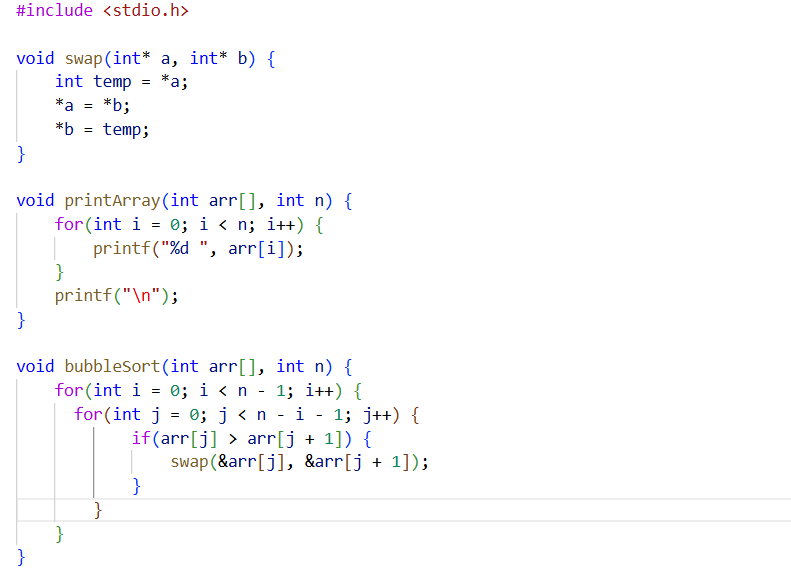 #include <stdio.h>

void swap(int* a, int* b) {
    int temp = *a;
    *a = *b;
    *b = temp;
}

void printArray(int arr[], int n) {
    for(int i = 0; i < n; i++) {
        printf("%d ", arr[i]);
    }
    printf("\n");
}

void bubbleSort(int arr[], int n) {
    for(int i = 0; i < n - 1; i++) {
      for(int j = 0; j < n - i - 1; j++) {
            if(arr[j] > arr[j + 1]) {
                swap(&arr[j], &arr[j + 1]);
            }
        }
    }
}